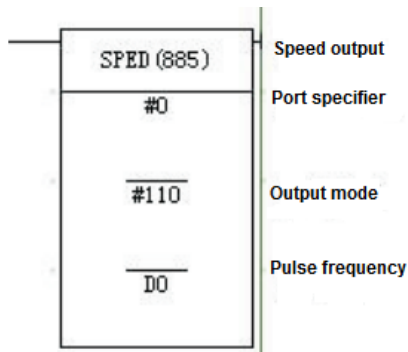 SPED(885)
Speed output
#0
Port specifier
#110
Output mode
D0
Pulse frequency